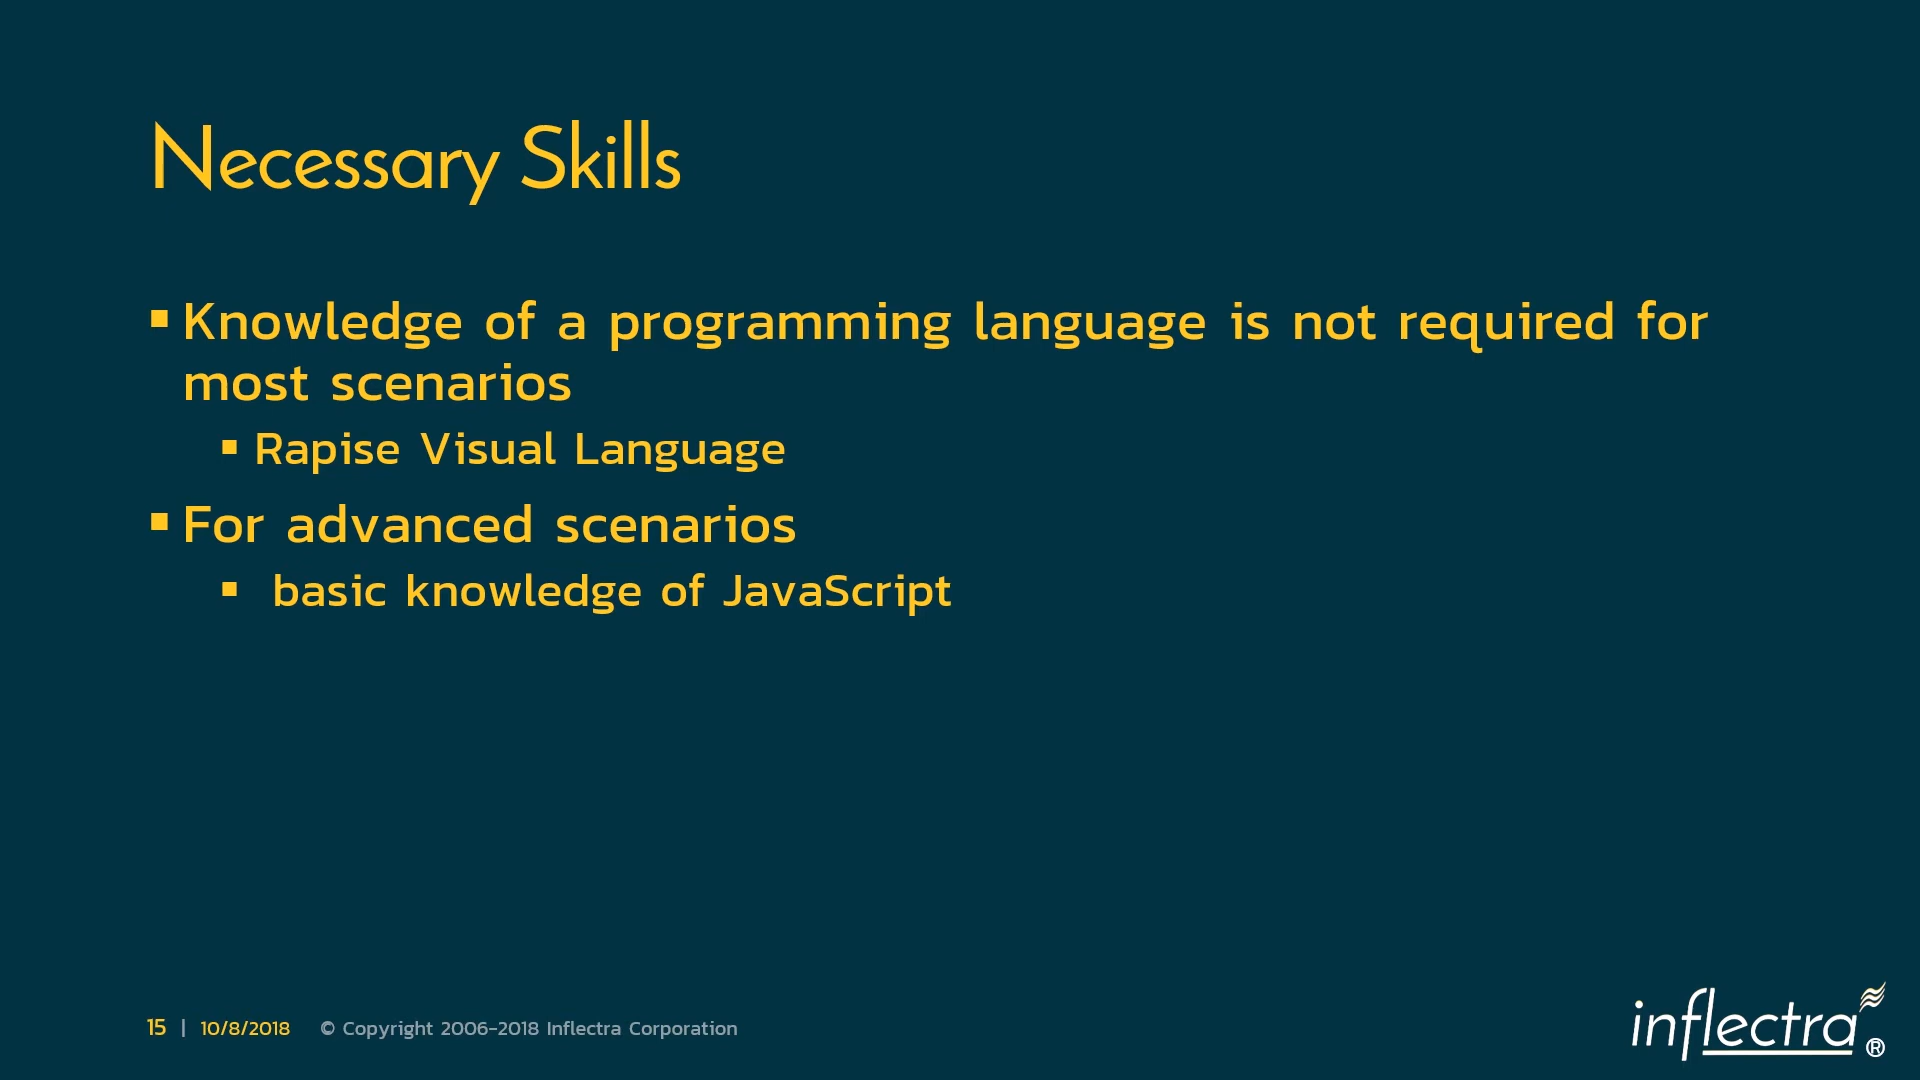 Necessary Skills
▪ Knowledge of a programming language is not required for
most scenarios
▪ Rapise Visual Language
▪ For advanced scenarios
▪ basic knowledge of JavaScript
15 | 10/8/2018 © Copyright 2006-2018 Inflectra Corporation
inflectra®